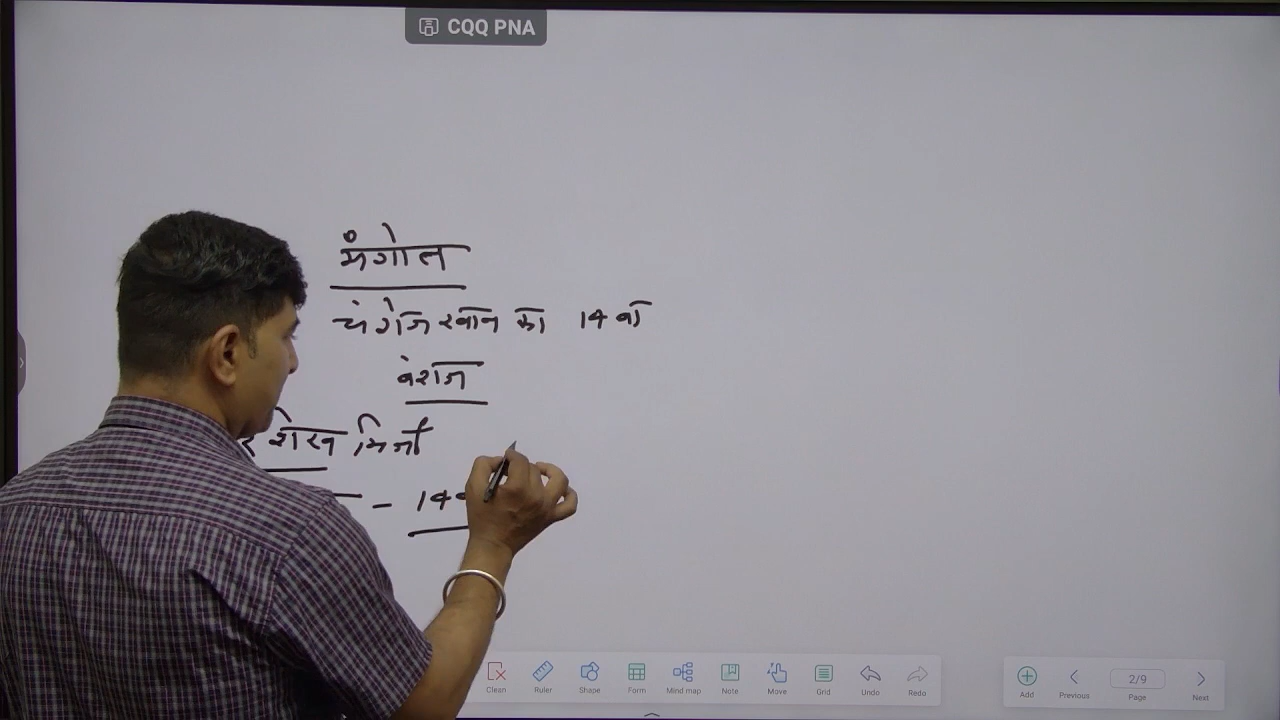 CQQ PNA
मंगोल
चंगेज खान का 14 वाँ
वंशज
शेख मिर्जा
- 14
Clean Ruler Shape Form Mind map Note Move Grid Undo Redo
Add Previous 2/9 Page Next